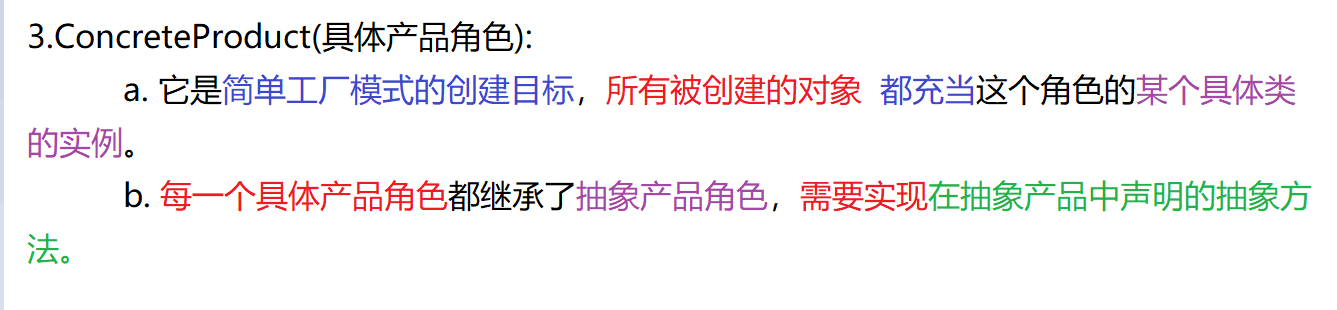 3.ConcreteProduct(具体产品角色):
a. 它是简单工厂模式的创建目标，所有被创建的对象 都充当这个角色的某个具体类
的实例。
b. 每一个具体产品角色都继承了抽象产品角色，需要实现在抽象产品中声明的抽象方
法。